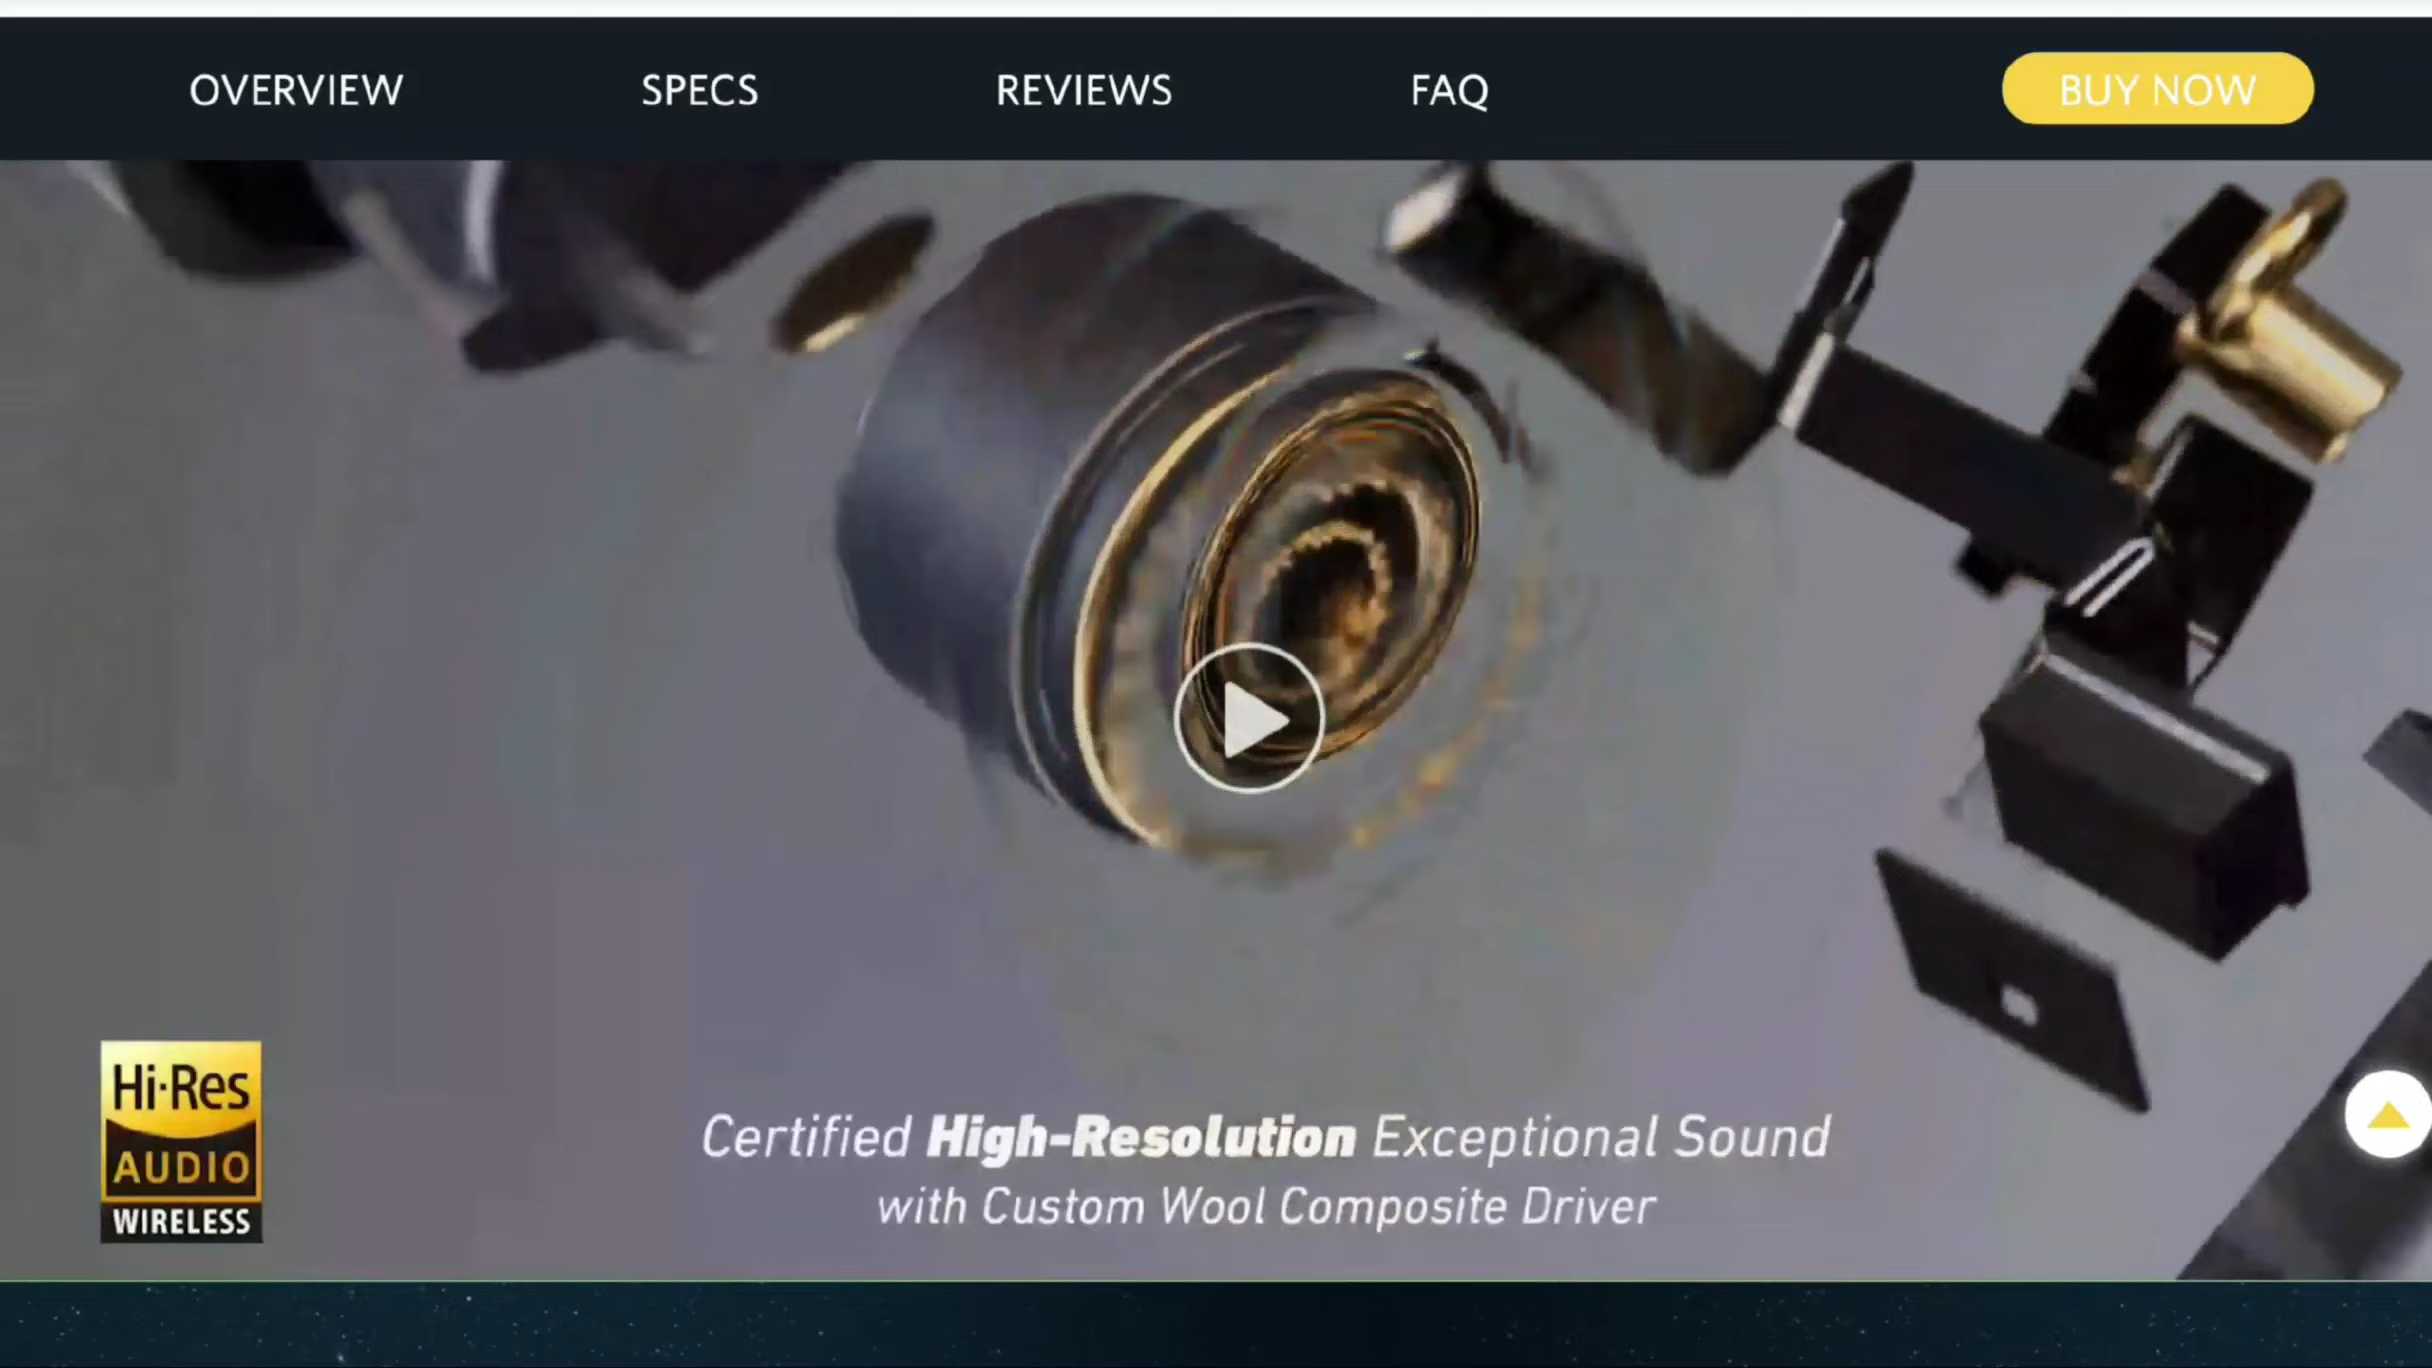 OVERVIEW SPECS REVIEWS FAQ BUY NOW
Hi-Res
AUDIO
WIRELESS
Certified High-Resolution Exceptional Sound
with Custom Wool Composite Driver